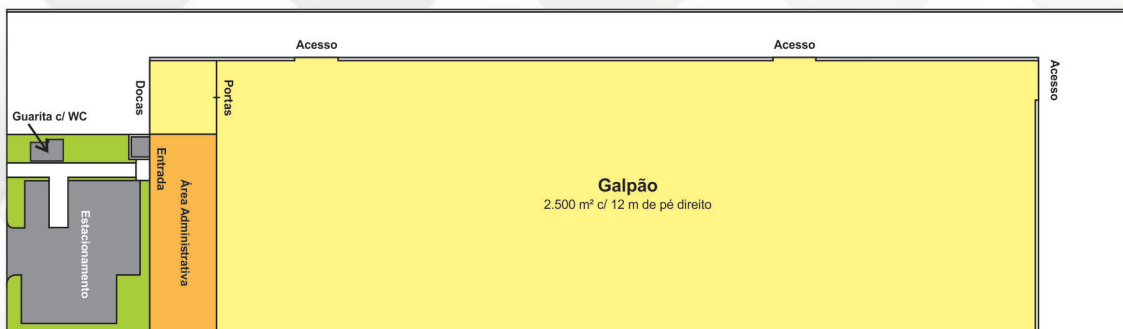 Acesso
Acesso
Acesso
Docas
Portas
Guarita c/ WC
Entrada
Área Administrativa
Galpão
2.500 m² c/ 12 m de pé direito
Estacionamento